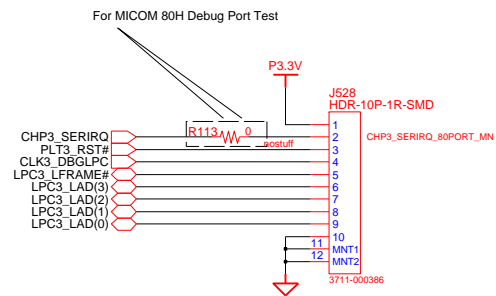 For MICOM 80H Debug Port Test
P3.3V
J528
HDR-10P-1R-SMD
R113 0
nostuff
CHP3_SERIRQ
PLT3_RST#
CLK3_DBGLPC
LPC3_LFRAME#
LPC3_LAD(3)
LPC3_LAD(2)
LPC3_LAD(1)
LPC3_LAD(0)
1
2
3
4
5
6
7
8
9
10
11 MNT1
12 MNT2
CHP3_SERIRQ_80PORT_MN
3711-000386